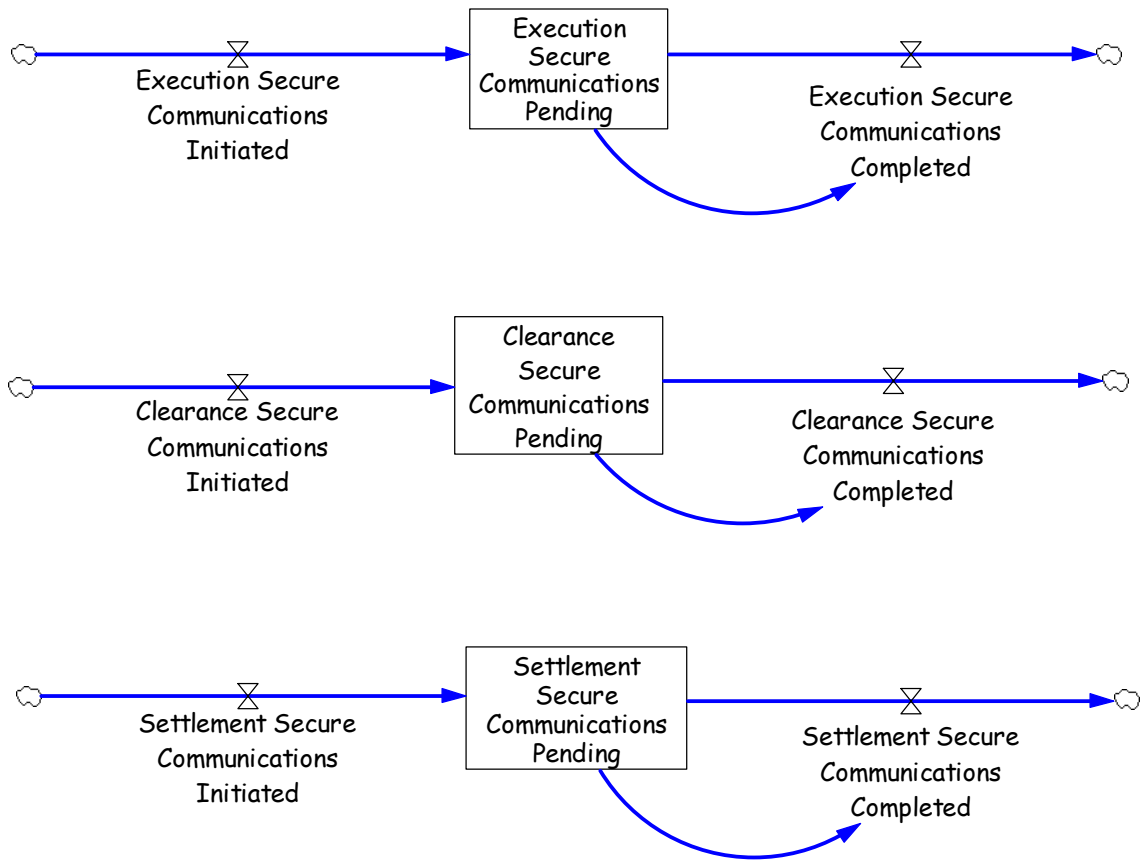 Execution
Secure
Communications
Pending
Execution Secure
Communications
Initiated
Execution Secure
Communications
Completed
Clearance
Secure
Communications
Pending
Clearance Secure
Communications
Initiated
Clearance Secure
Communications
Completed
Settlement
Secure
Communications
Pending
Settlement Secure
Communications
Initiated
Settlement Secure
Communications
Completed